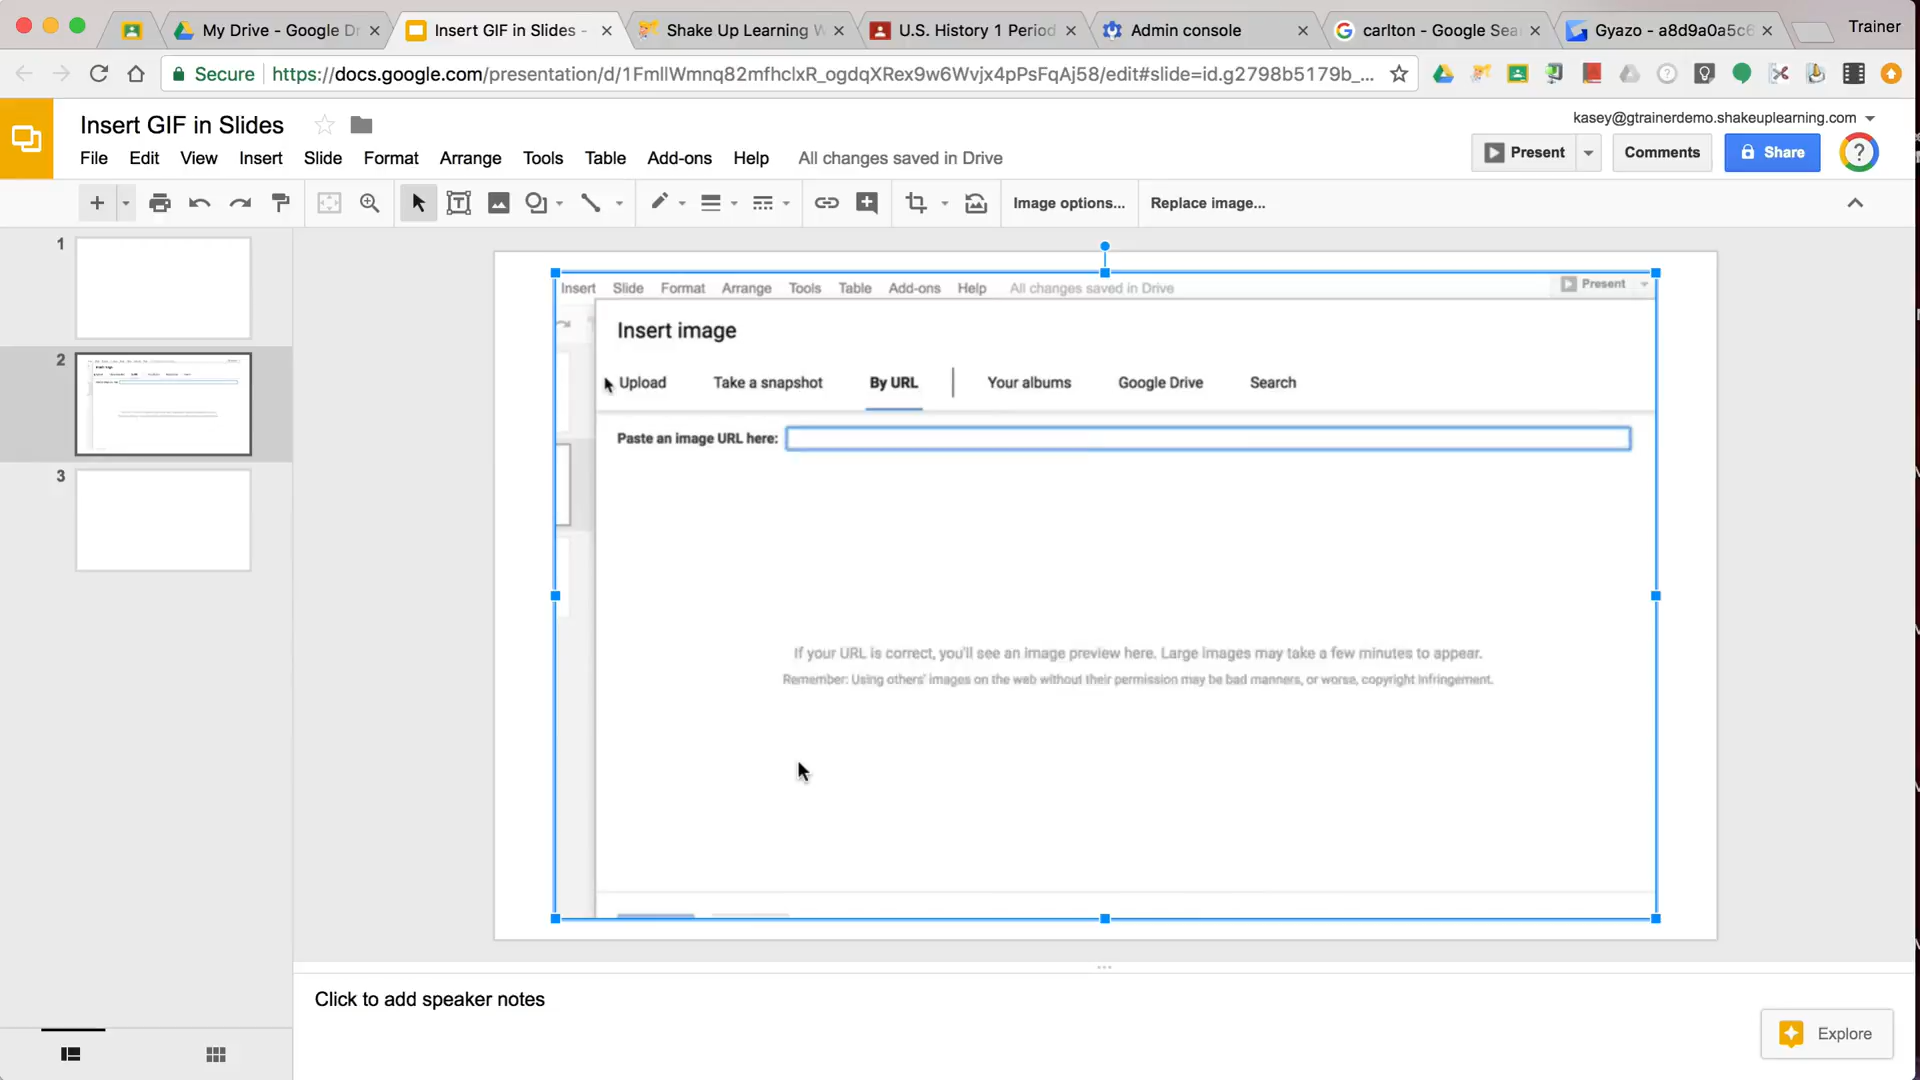 My Drive - Google Dr
Insert GIF in Slides -
Shake Up Learning W
U.S. History 1 Period
Admin console
carlton - Google Sea
Gyazo - a8d9a0a5c6
Trainer
Secure
https://docs.google.com/presentation/d/1FmllWmnq82mfhclxR_ogdqXRex9w6Wvjx4pPsFqAj58/edit#slide=id.g2798b5179b_...
Insert GIF in Slides
kasey@gtrainerdemo.shakeuplearning.com
File Edit View Insert Slide Format Arrange Tools Table Add-ons Help All changes saved in Drive
Present
Comments
Share
?
Image options...
Replace image...
1
2
3
Insert Slide Format Arrange Tools Table Add-ons Help All changes saved in Drive
Present
Insert image
Upload Take a snapshot By URL Your albums Google Drive Search
Paste an image URL here:
If your URL is correct, you'll see an image preview here. Large images may take a few minutes to appear.
Remember: Using others' images on the web without their permission may be bad manners, or worse, copyright infringement.
Click to add speaker notes
Explore